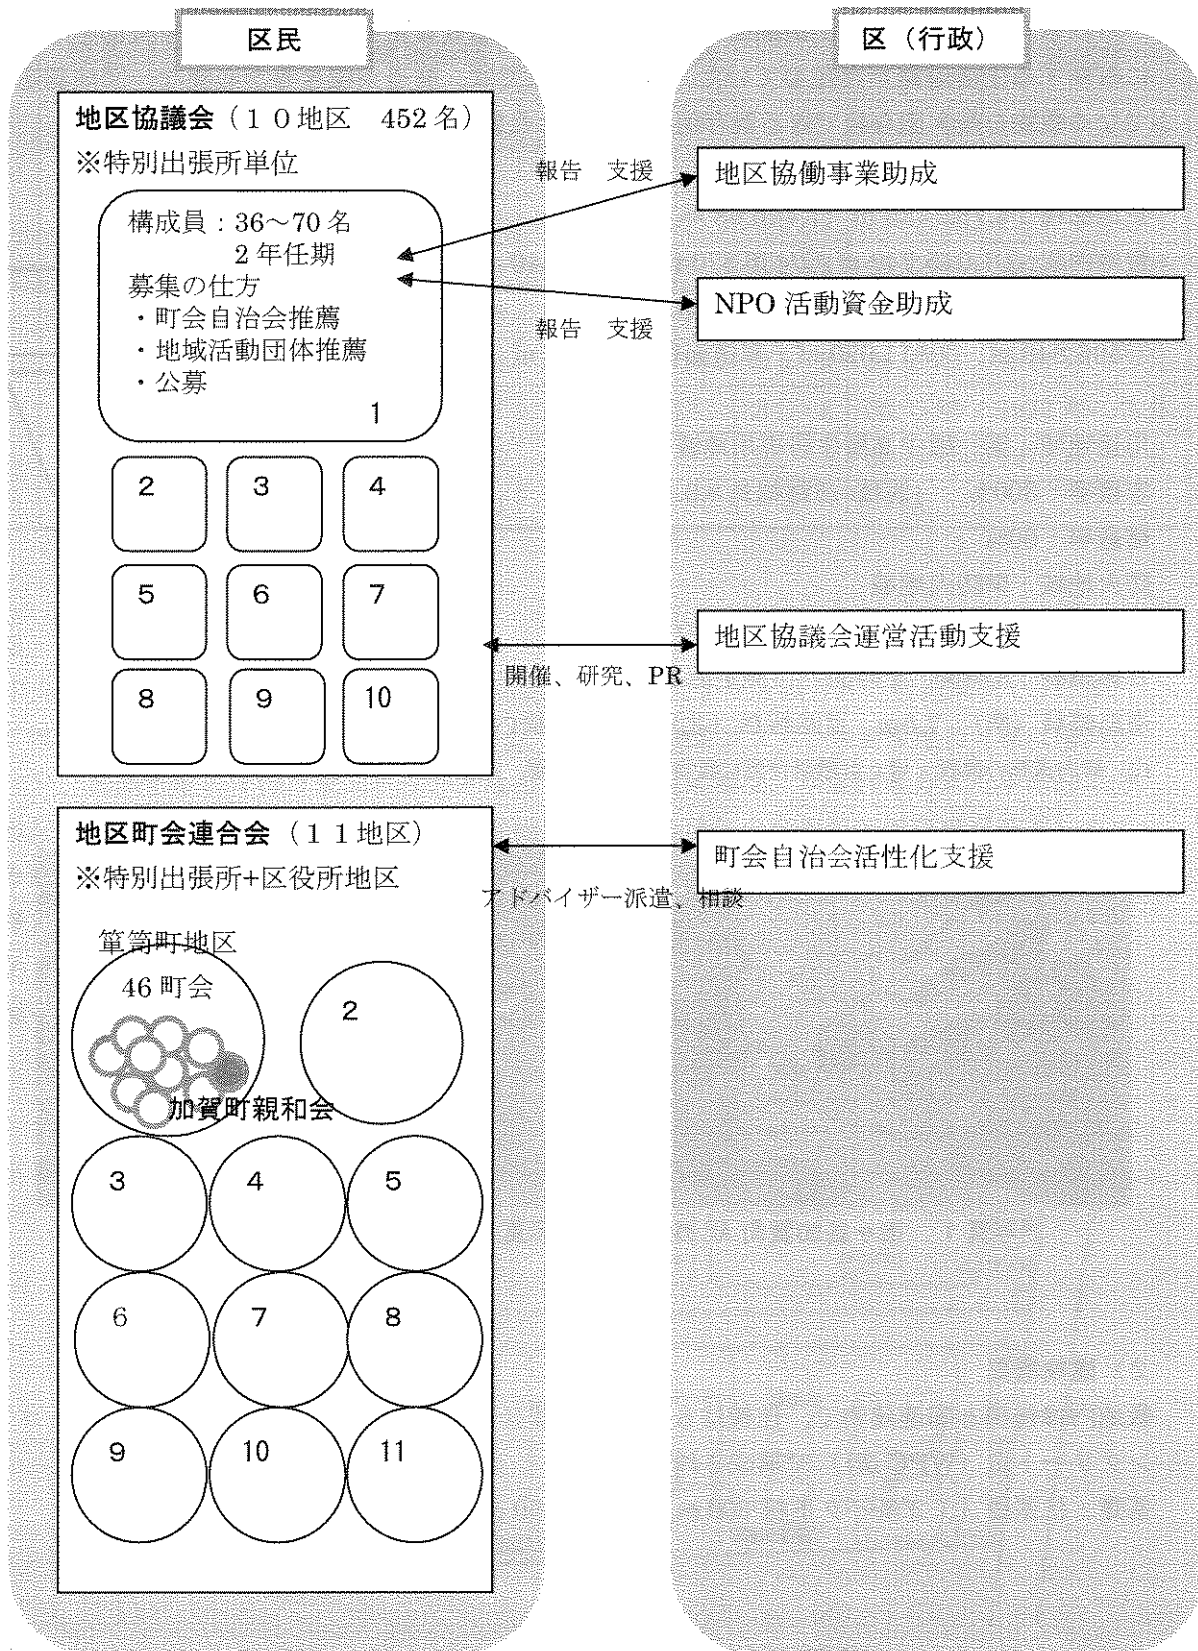 区民
地区協議会（１０地区　452名）
※特別出張所単位
構成員：36～70名
2年任期
募集の仕方
・町会自治会推薦
・地域活動団体推薦
・公募
1
2
3
4
5
6
7
8
9
10
地区町会連合会（１１地区）
※特別出張所+区役所地区
箪笥町地区
46町会
加賀町親和会
2
3
4
5
6
7
8
9
10
11
報告　支援
報告　支援
開催、研究、PR
アドバイザー派遣、相談
区（行政）
地区協働事業助成
NPO活動資金助成
地区協議会運営活動支援
町会自治会活性化支援